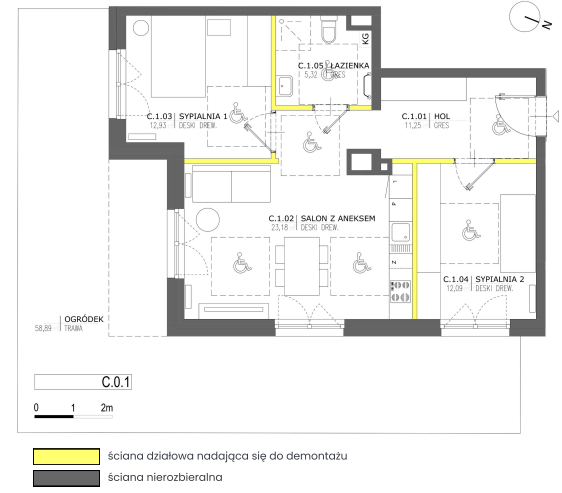 N
KG
C.1.05 ŁAZIENKA
5,32 GRES
C.1.03 SYPIALNIA 1
12,93 DESKI DREW.
C.1.01 HOL
11,25 GRES
C.1.02 SALON Z ANEKSEM
23,18 DESKI DREW.
L
P
Z
C.1.04 SYPIALNIA 2
12,09 DESKI DREW.
OGRÓDEK
58,89 TRAWA
C.0.1
0 1 2m
ściana działowa nadająca się do demontażu
ściana nierozbieralna